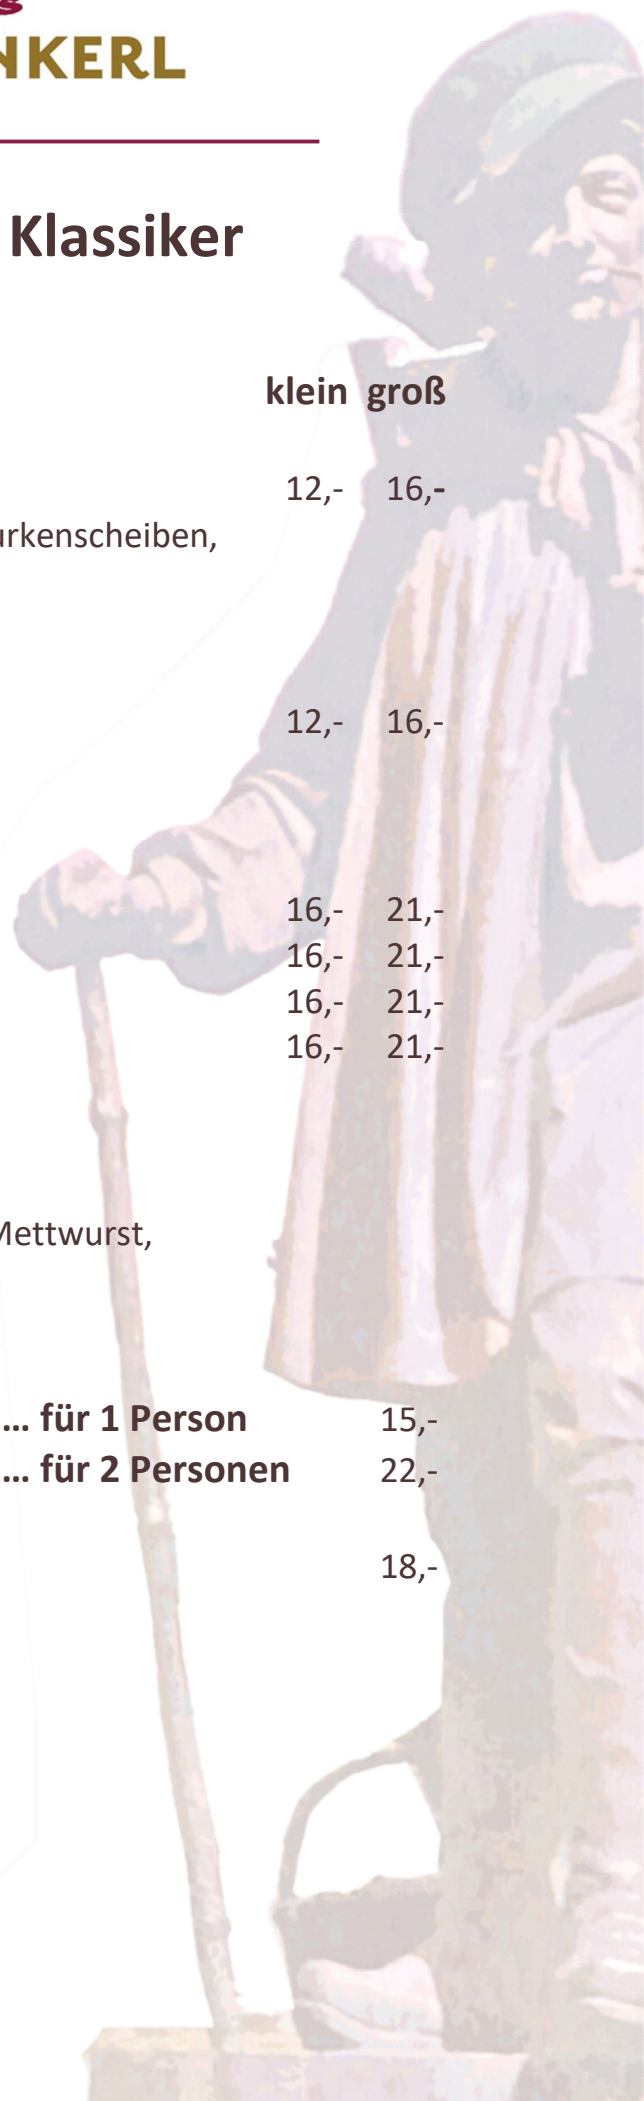 NKERL
Klassiker
klein groß
12,- 16,-
urkenscheiben,
12,- 16,-
16,- 21,-
16,- 21,-
16,- 21,-
16,- 21,-
Mettwurst,
... für 1 Person 15,-
... für 2 Personen 22,-
18,-